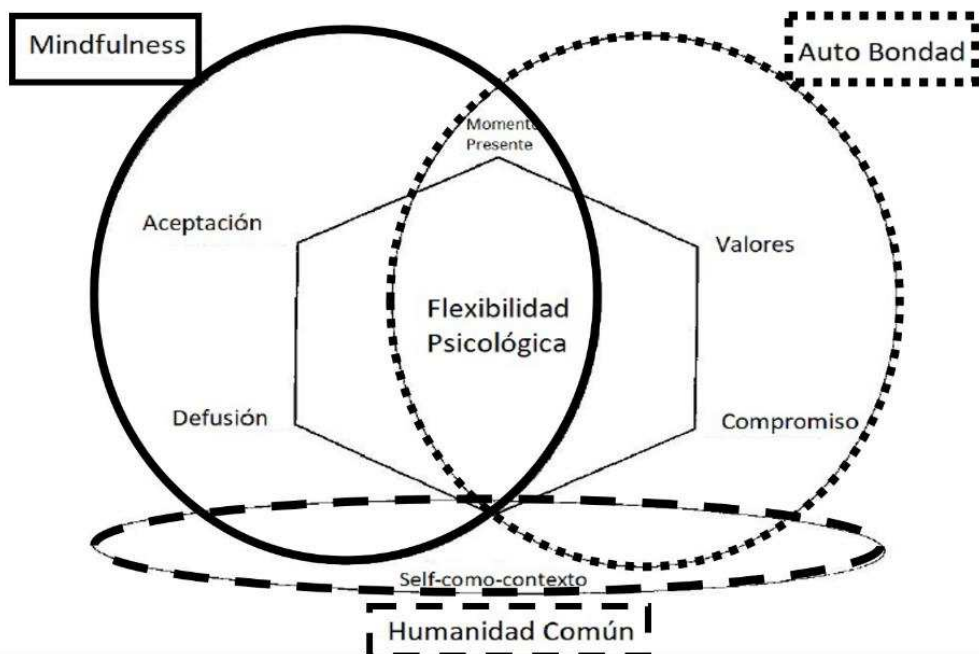 Mindfulness
Auto Bondad
Momento
Presente
Aceptación
Valores
Flexibilidad
Psicológica
Defusión
Compromiso
Self-como-contexto
Humanidad Común